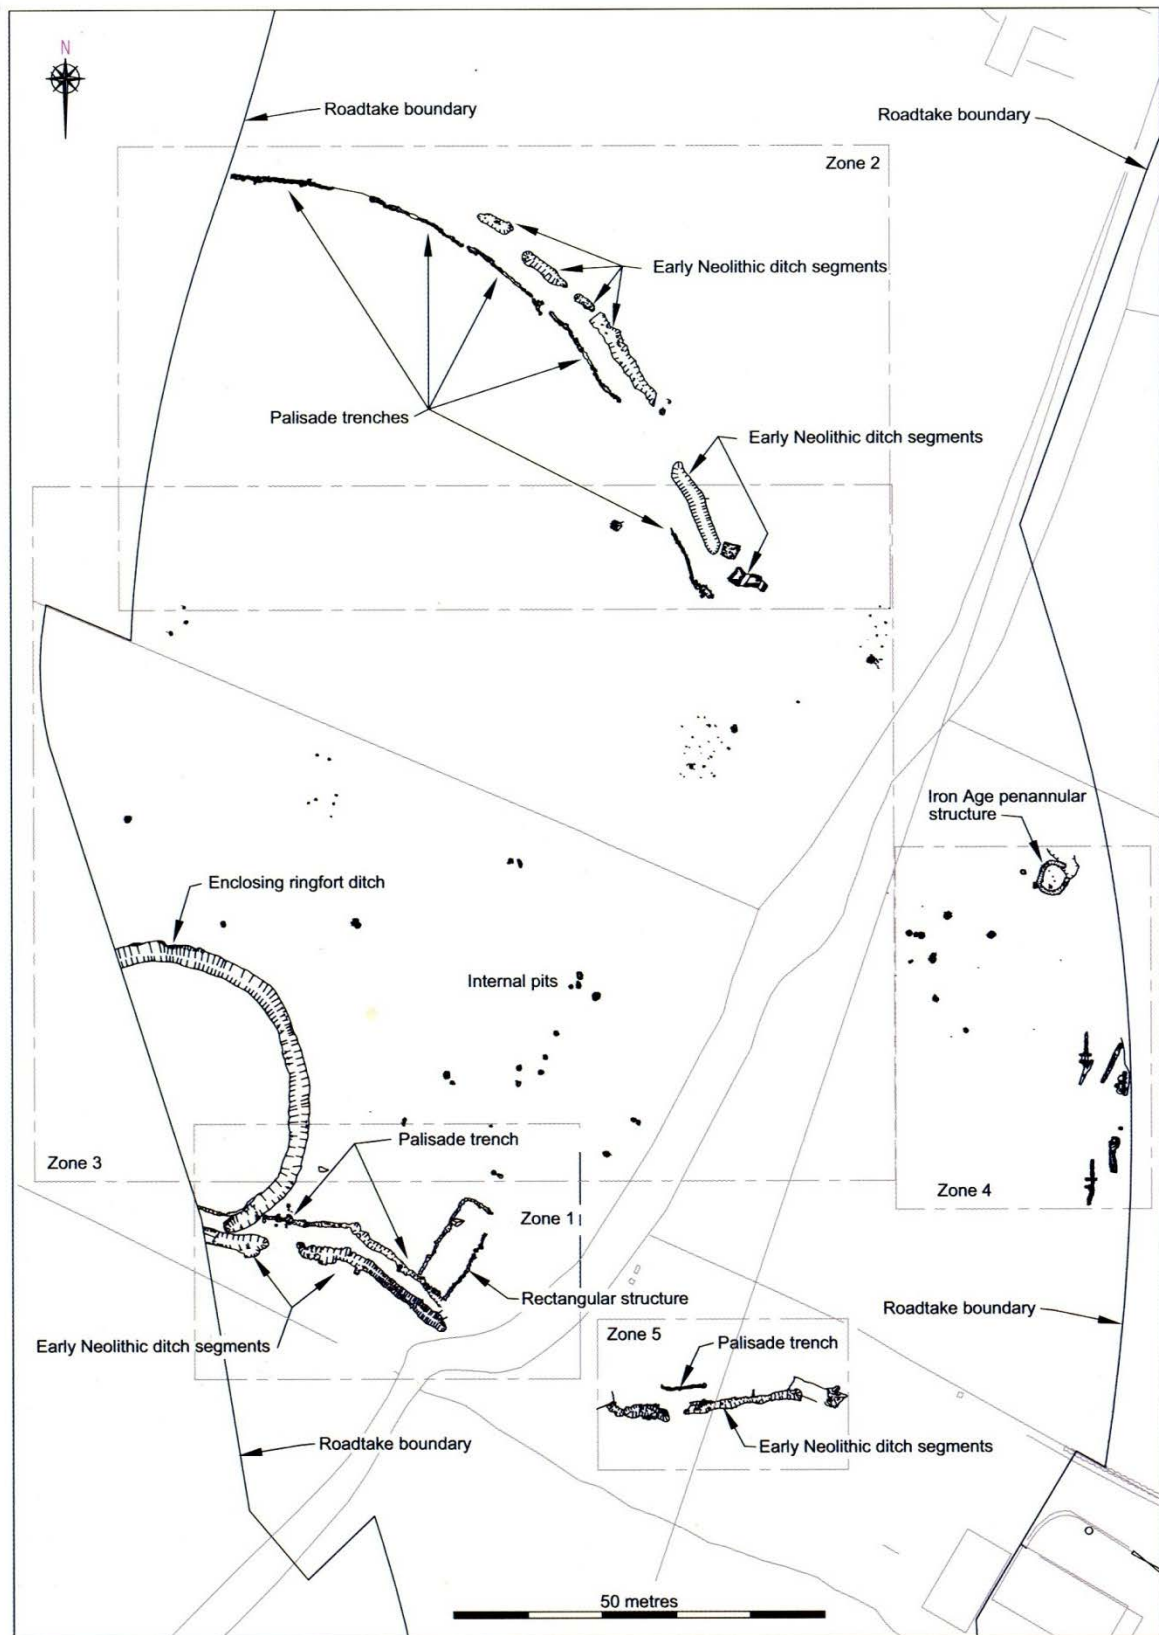 N
Roadtake boundary
Roadtake boundary
Zone 2
Early Neolithic ditch segments
Palisade trenches
Early Neolithic ditch segments
Iron Age penannular
structure
Enclosing ringfort ditch
Internal pits
Palisade trench
Zone 3
Zone 4
Zone 1
Rectangular structure
Roadtake boundary
Zone 5
Palisade trench
Early Neolithic ditch segments
Roadtake boundary
Early Neolithic ditch segments
50 metres